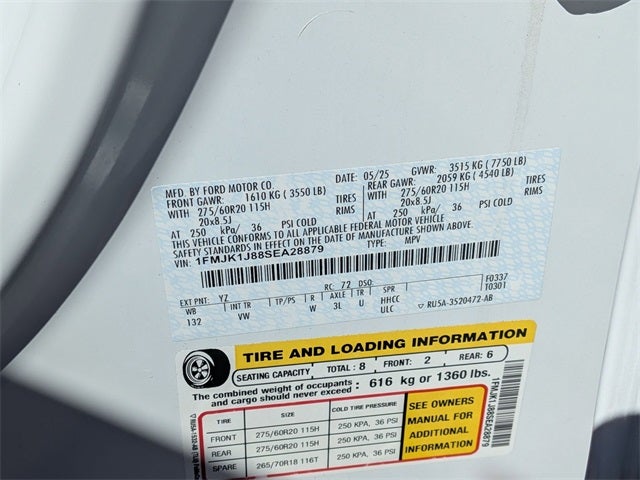 MFD. BY FORD MOTOR CO.
DATE: 05/25 GVWR: 3515 KG ( 7750 LB)
FRONT GAWR: 1610 KG ( 3550 LB) REAR GAWR: 2059 KG ( 4540 LB)
WITH 275/60R20 115H TIRES WITH 275/60R20 115H TIRES
20x8.5J RIMS 20x8.5J RIMS
AT 250 kPa/ 36 PSI COLD AT 250 kPa/ 36 PSI COLD
THIS VEHICLE CONFORMS TO ALL APPLICABLE FEDERAL MOTOR VEHICLE
SAFETY STANDARDS IN EFFECT ON THE DATE OF MANUFACTURE SHOWN ABOVE.
VIN: 1FMJK1J88SEA28879 TYPE: MPV
F0337
T0301
EXT PNT: YZ RC: 72 DSO:
WB INT TR TP/PS R AXLE TR SPR
132 VW W 3L U HHCC
ULC
▽ RU5A-3520472-AB
TIRE AND LOADING INFORMATION
SEATING CAPACITY TOTAL : 8 FRONT: 2 REAR: 6
The combined weight of occupants
and cargo should never exceed : 616 kg or 1360 lbs.
TIRE SIZE COLD TIRE PRESSURE
FRONT 275/60R20 115H 250 KPA, 36 PSI
REAR 275/60R20 115H 250 KPA, 36 PSI
SPARE 265/70R18 116T 250 KPA, 36 PSI
SEE OWNERS
MANUAL FOR
ADDITIONAL
INFORMATION
1FMJK1J88SEA28879